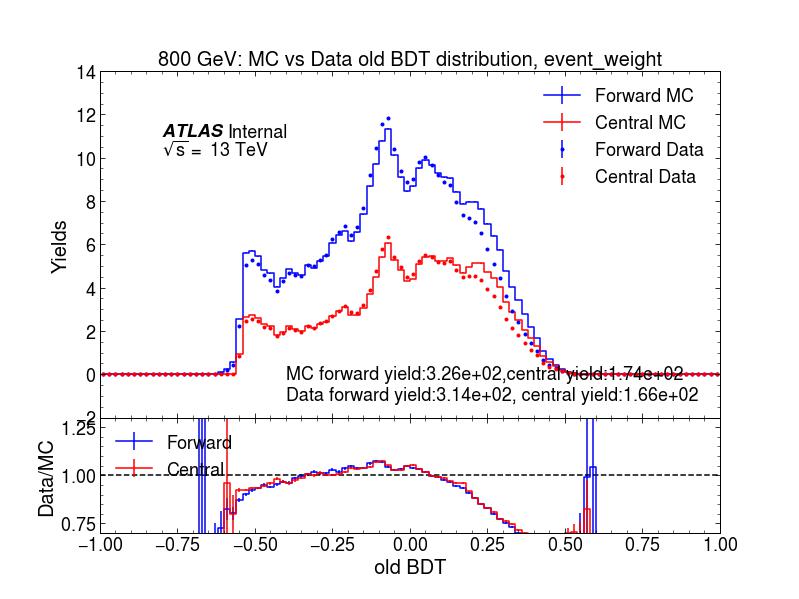 800 GeV: MC vs Data old BDT distribution, event_weight
14
12
10
8
6
4
2
0
−2
Yields
ATLAS Internal
√s = 13 TeV
Forward MC
Central MC
Forward Data
Central Data
MC forward yield:3.26e+02,central yield:1.74e+02
Data forward yield:3.14e+02, central yield:1.66e+02
1.25
1.00
0.75
Data/MC
Forward
Central
−1.00 −0.75 −0.50 −0.25 0.00 0.25 0.50 0.75 1.00
old BDT